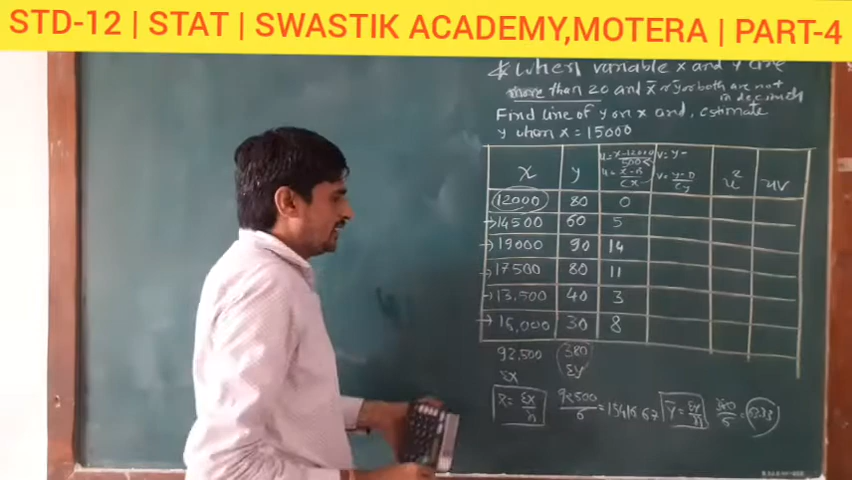 STD-12 | STAT | SWASTIK ACADEMY,MOTERA | PART-4
* When variable x and y are
more than 20 and x̄ or ȳ or both are not
in decimal
Find line of y on x and, estimate
y when x = 15000
x y u = x-12000/500 v = y- u² uv
u = x-A/Cx v = y-B/Cy
12000 80 0
→ 14500 60 5
→ 19000 90 14
→ 17500 80 11
→ 13,500 40 3
→ 16,000 30 8
92,500 380
Σx Σy
x̄ = Σx/n 92500/6 = 15416.67 ȳ = Σy/n 380/6 = 63.33